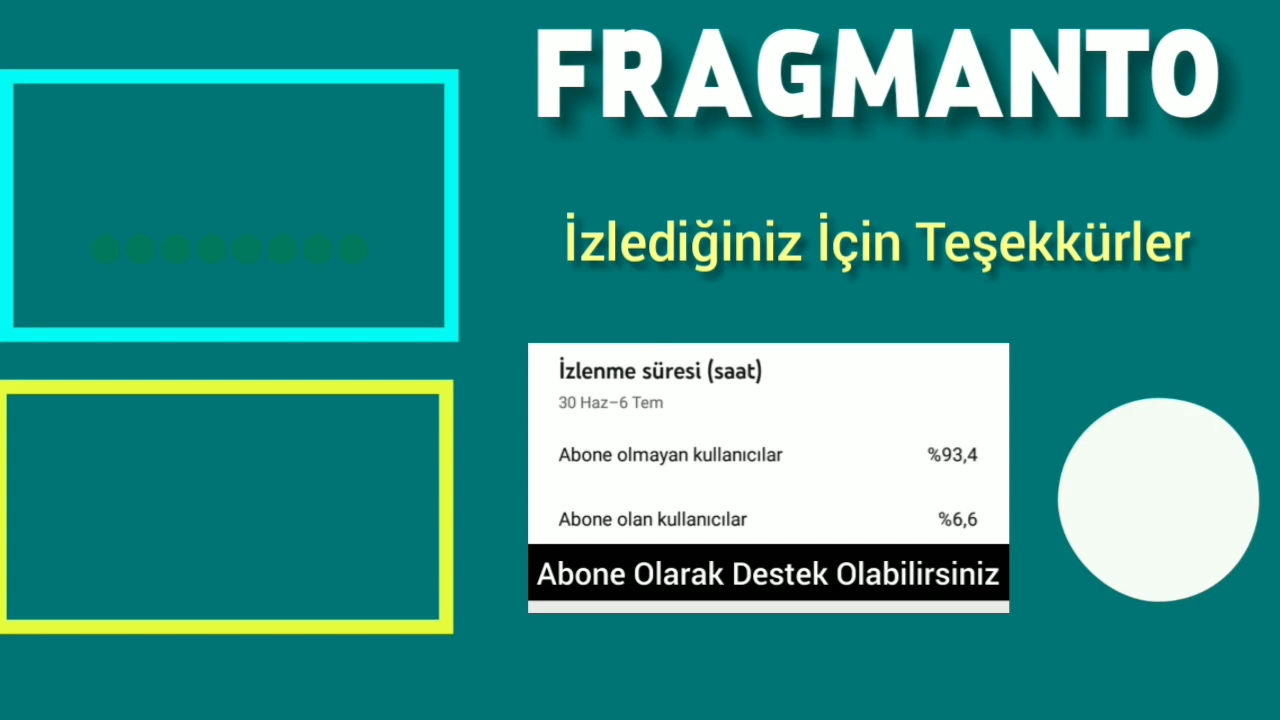 FRAGMANTO
İzlediğiniz İçin Teşekkürler
İzlenme süresi (saat)
30 Haz–6 Tem
Abone olmayan kullanıcılar %93,4
Abone olan kullanıcılar %6,6
Abone Olarak Destek Olabilirsiniz